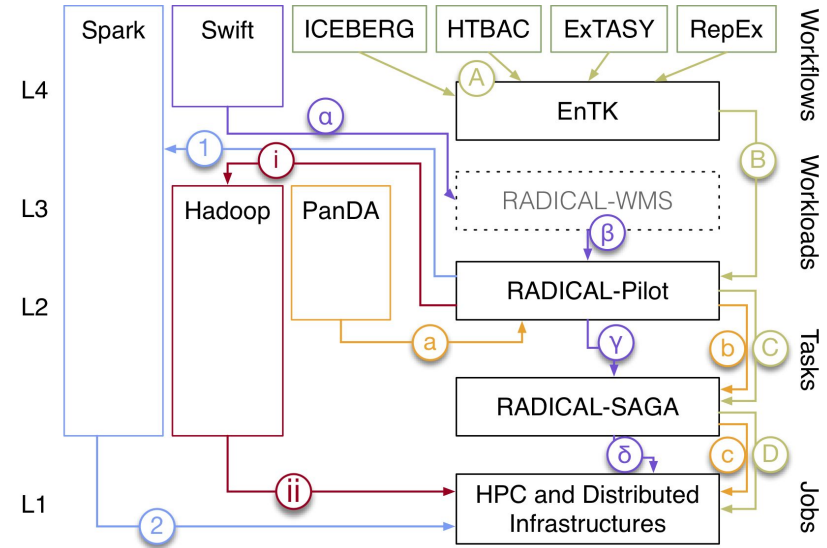 Spark
Swift
ICEBERG
HTBAC
ExTASY
RepEx
Workflows
L4
A
EnTK
α
1
i
B
Workloads
L3
Hadoop
PanDA
RADICAL-WMS
β
L2
RADICAL-Pilot
a
γ
b
C
Tasks
RADICAL-SAGA
δ
c
D
L1
ii
HPC and Distributed
Infrastructures
2
Jobs